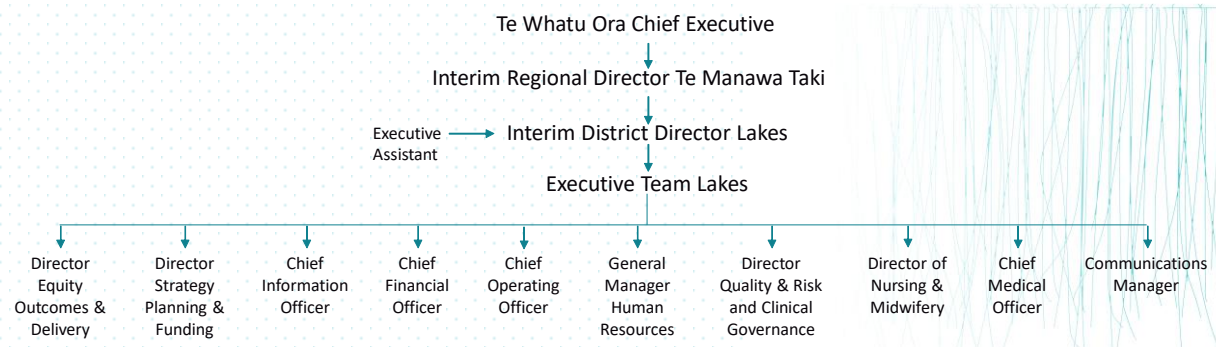 Te Whatu Ora Chief Executive
Interim Regional Director Te Manawa Taki
Executive
Assistant
Interim District Director Lakes
Executive Team Lakes
Director
Equity
Outcomes &
Delivery
Director
Strategy
Planning &
Funding
Chief
Information
Officer
Chief
Financial
Officer
Chief
Operating
Officer
General
Manager
Human
Resources
Director
Quality & Risk
and Clinical
Governance
Director of
Nursing &
Midwifery
Chief
Medical
Officer
Communications
Manager